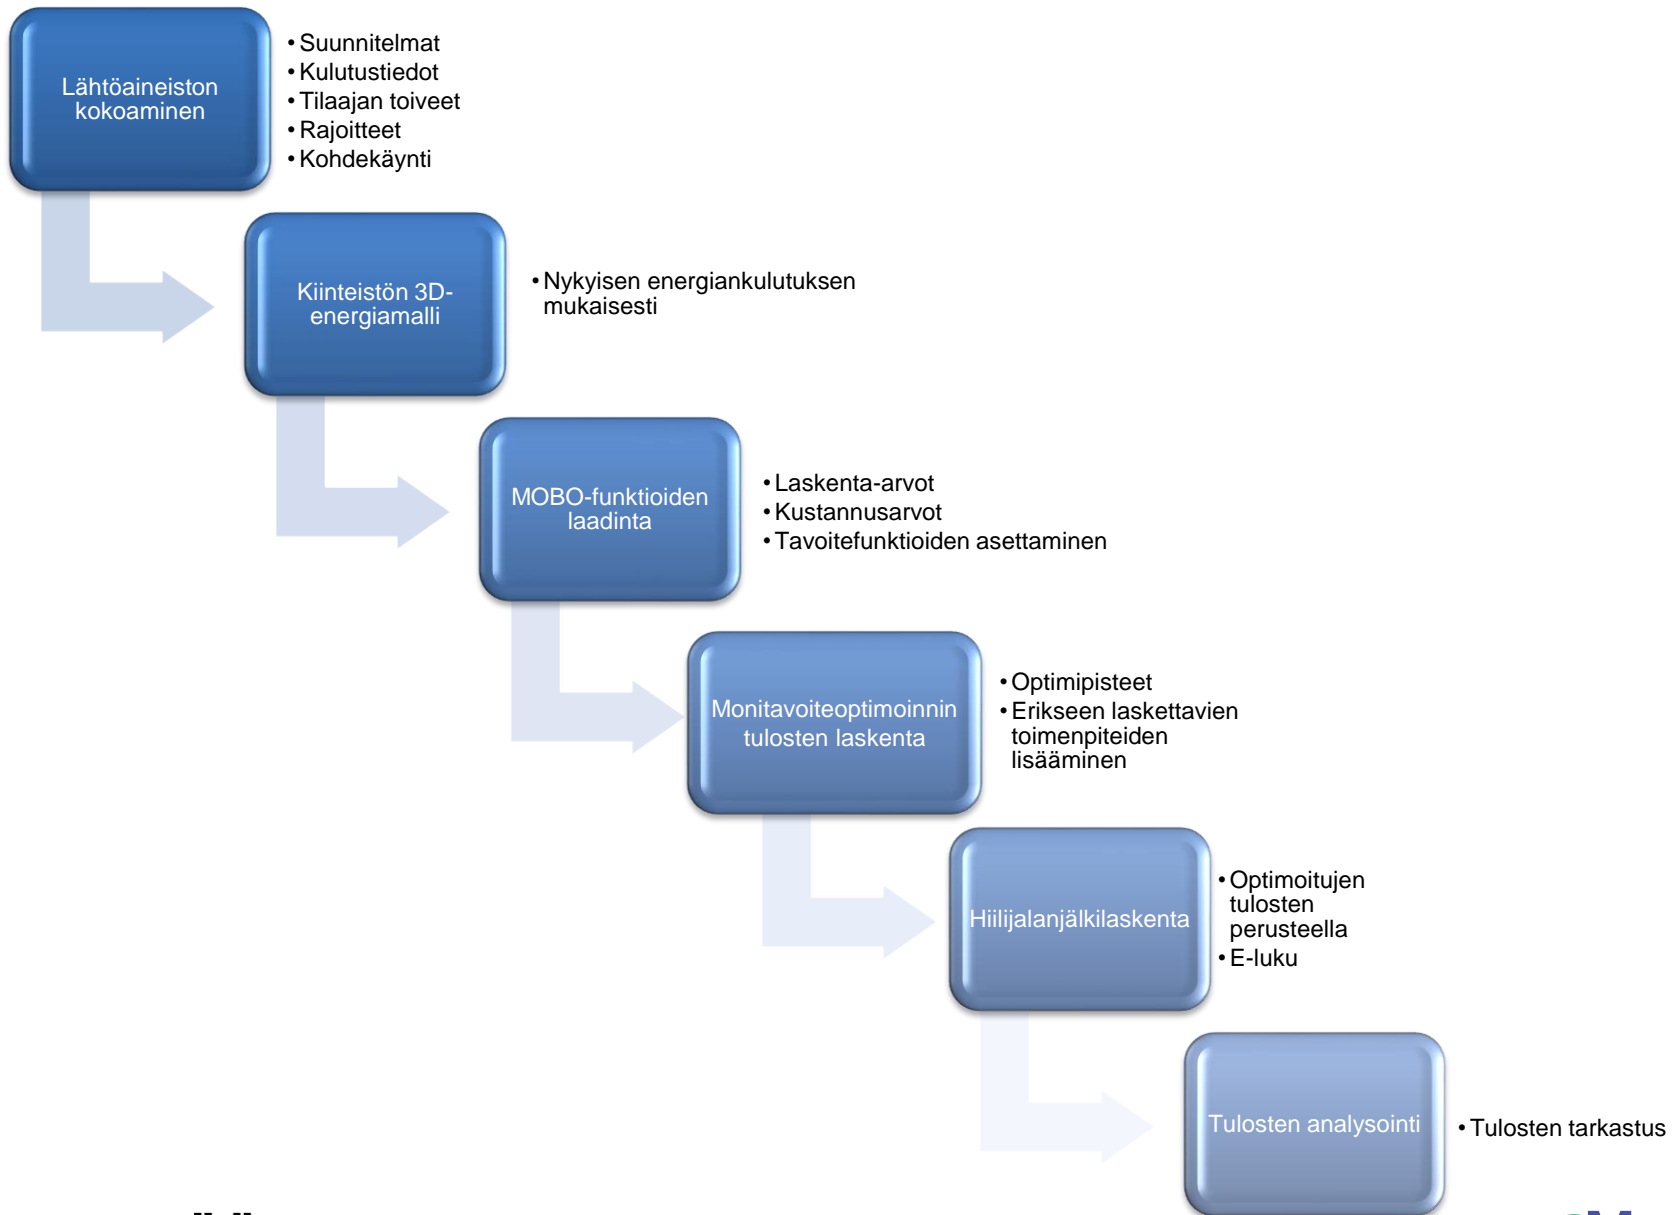 Lähtöaineiston
kokoaminen
• Suunnitelmat
• Kulutustiedot
• Tilaajan toiveet
• Rajoitteet
• Kohdekäynti
Kiinteistön 3D-
energiamalli
• Nykyisen energiankulutuksen
mukaisesti
MOBO-funktioiden
laadinta
• Laskenta-arvot
• Kustannusarvot
• Tavoitefunktioiden asettaminen
Monitavoiteoptimoinnin
tulosten laskenta
• Optimipisteet
• Erikseen laskettavien
toimenpiteiden
lisääminen
Hiilijalanjälkilaskenta
• Optimoitujen
tulosten
perusteella
• E-luku
Tulosten analysointi
• Tulosten tarkastus